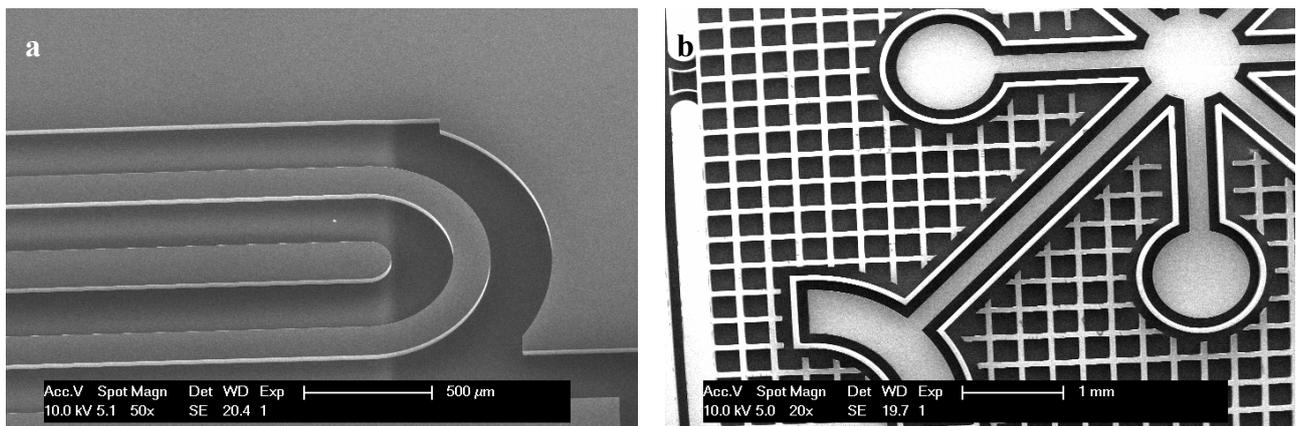 a
b
Acc.V Spot Magn Det WD Exp 500 µm
10.0 kV 5.1 50x SE 20.4 1
Acc.V Spot Magn Det WD Exp 1 mm
10.0 kV 5.0 20x SE 19.7 1